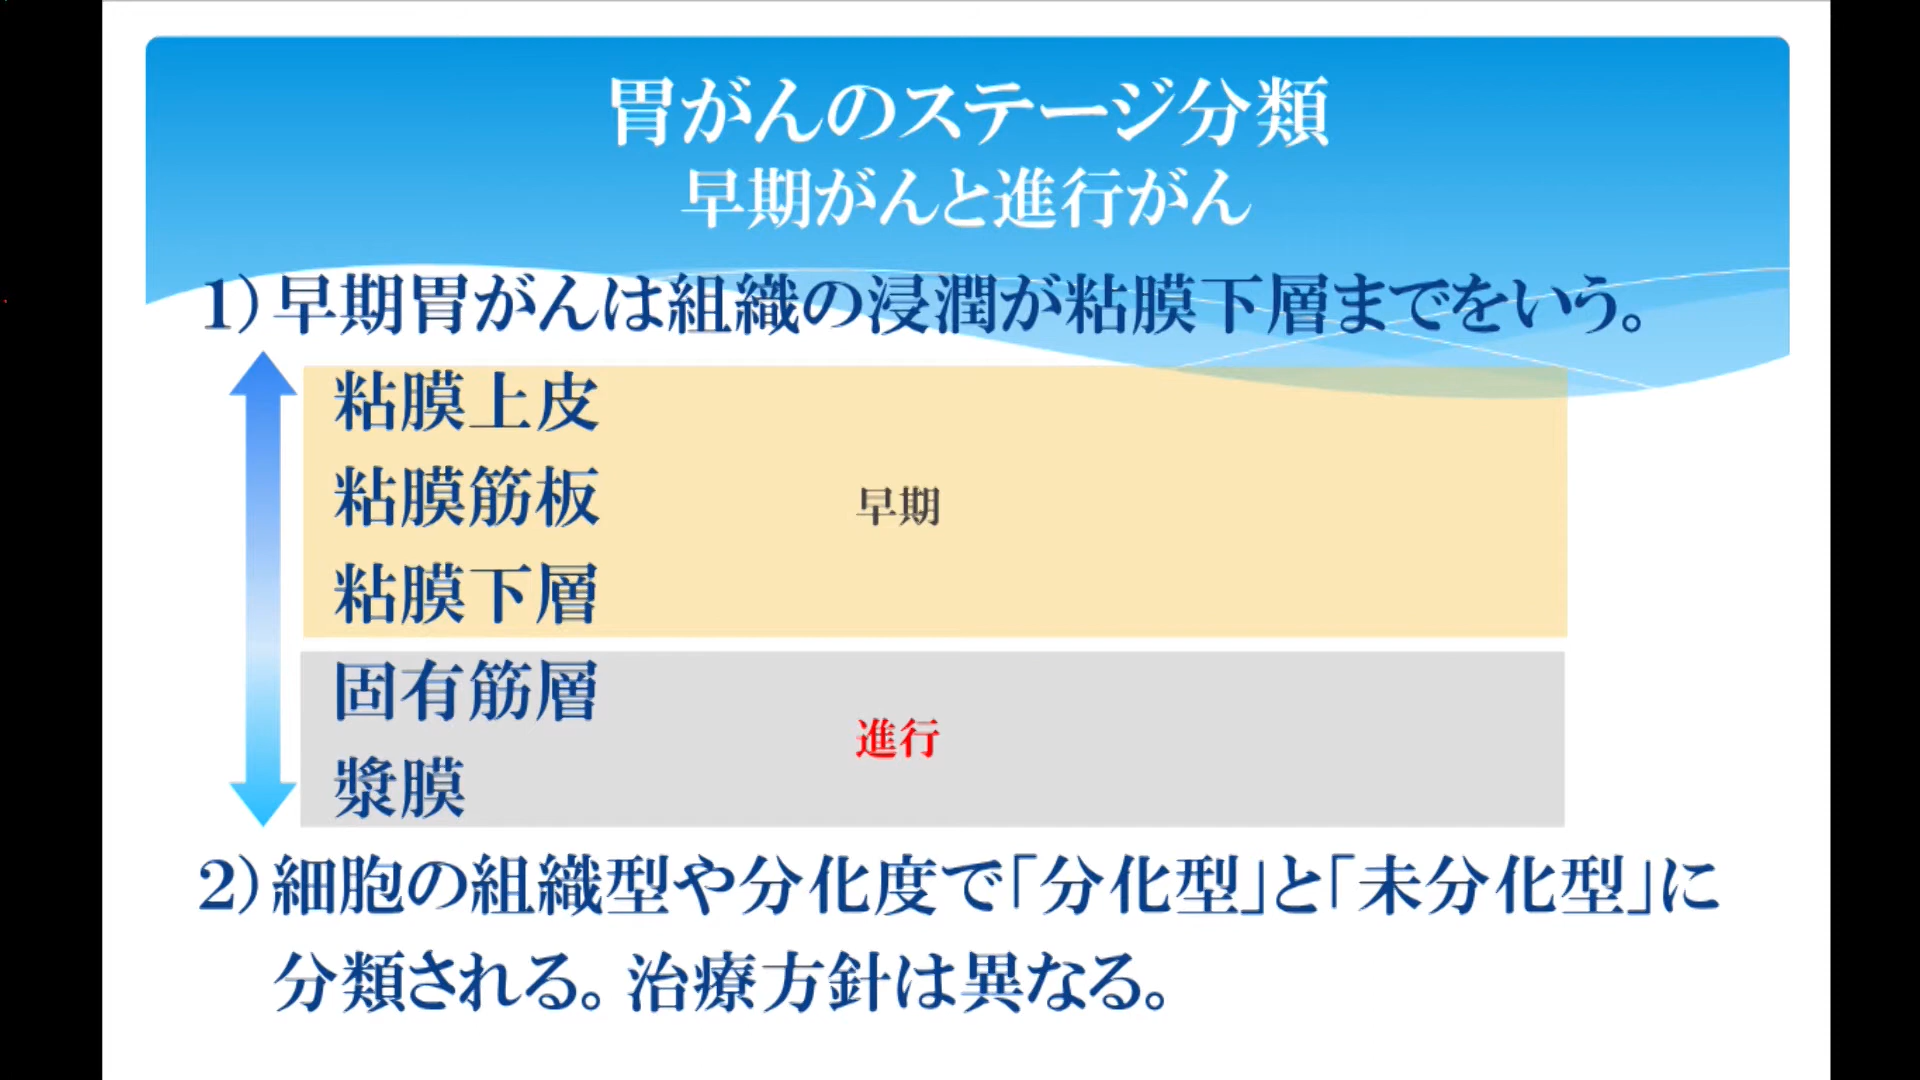 胃がんのステージ分類
早期がんと進行がん
1）早期胃がんは組織の浸潤が粘膜下層までをいう。
粘膜上皮
粘膜筋板
早期
粘膜下層
固有筋層
進行
漿膜
2）細胞の組織型や分化度で「分化型」と「未分化型」に
分類される。治療方針は異なる。